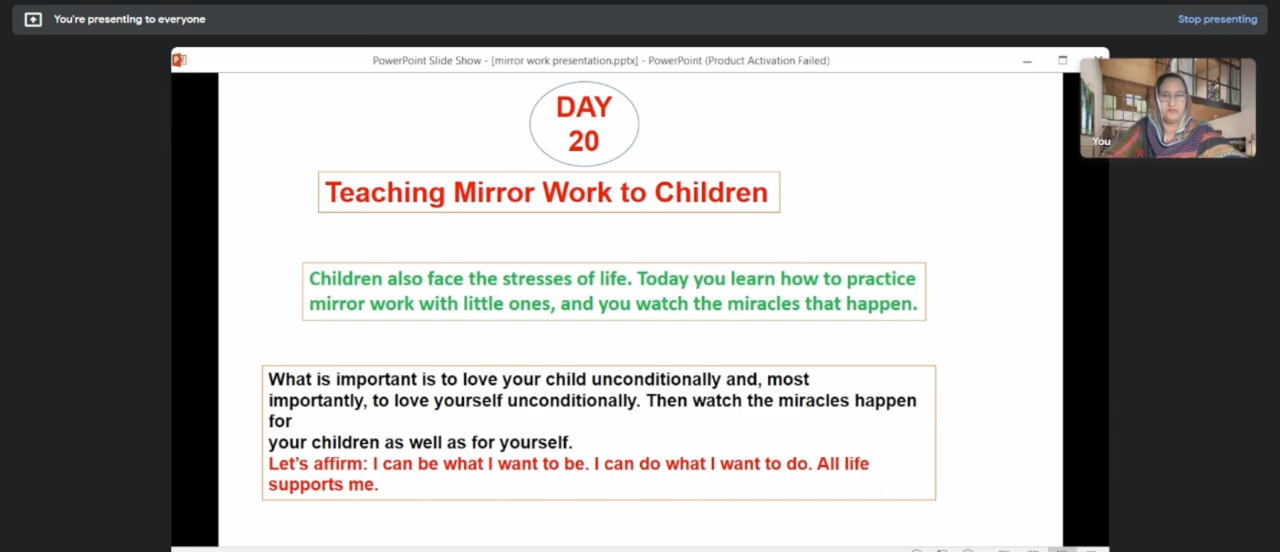 You're presenting to everyone
Stop presenting
PowerPoint Slide Show - [mirror work presentation.pptx] - PowerPoint (Product Activation Failed)
You
DAY
20
Teaching Mirror Work to Children
Children also face the stresses of life. Today you learn how to practice
mirror work with little ones, and you watch the miracles that happen.
What is important is to love your child unconditionally and, most
importantly, to love yourself unconditionally. Then watch the miracles happen
for
your children as well as for yourself.
Let's affirm: I can be what I want to be. I can do what I want to do. All life
supports me.